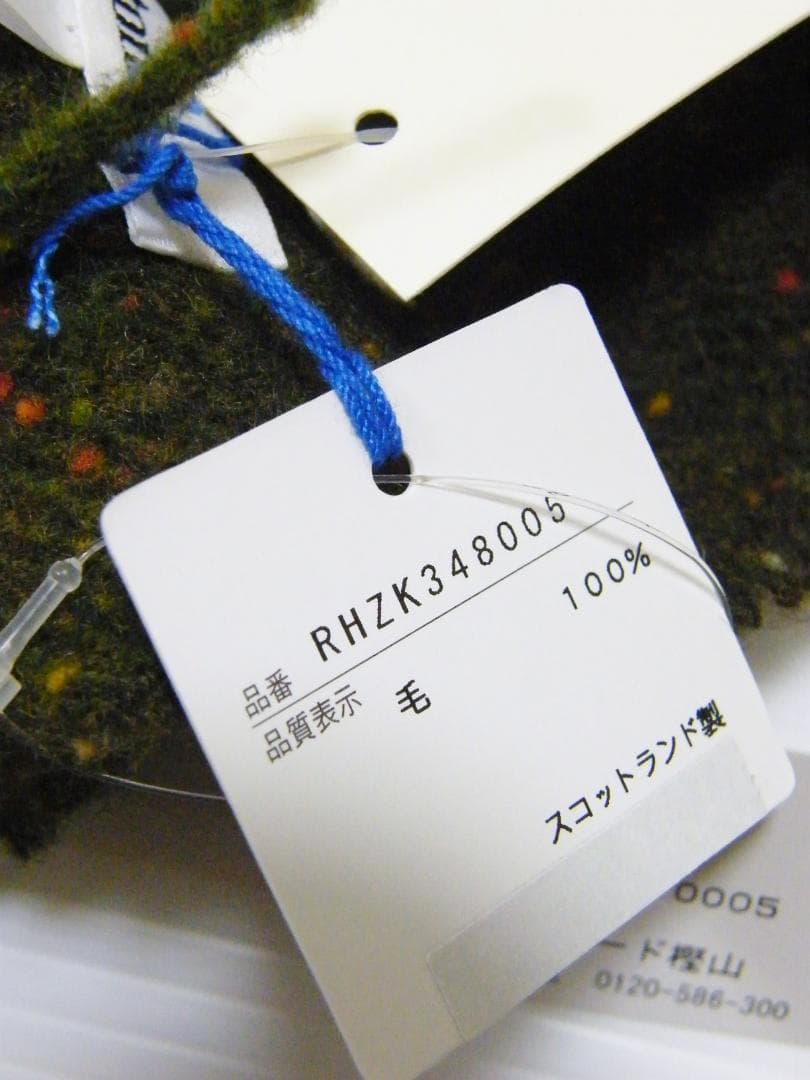 品番 RHZK348005
品質表示 毛 100%
スコットランド製
0005
ード樫山
0120-586-300